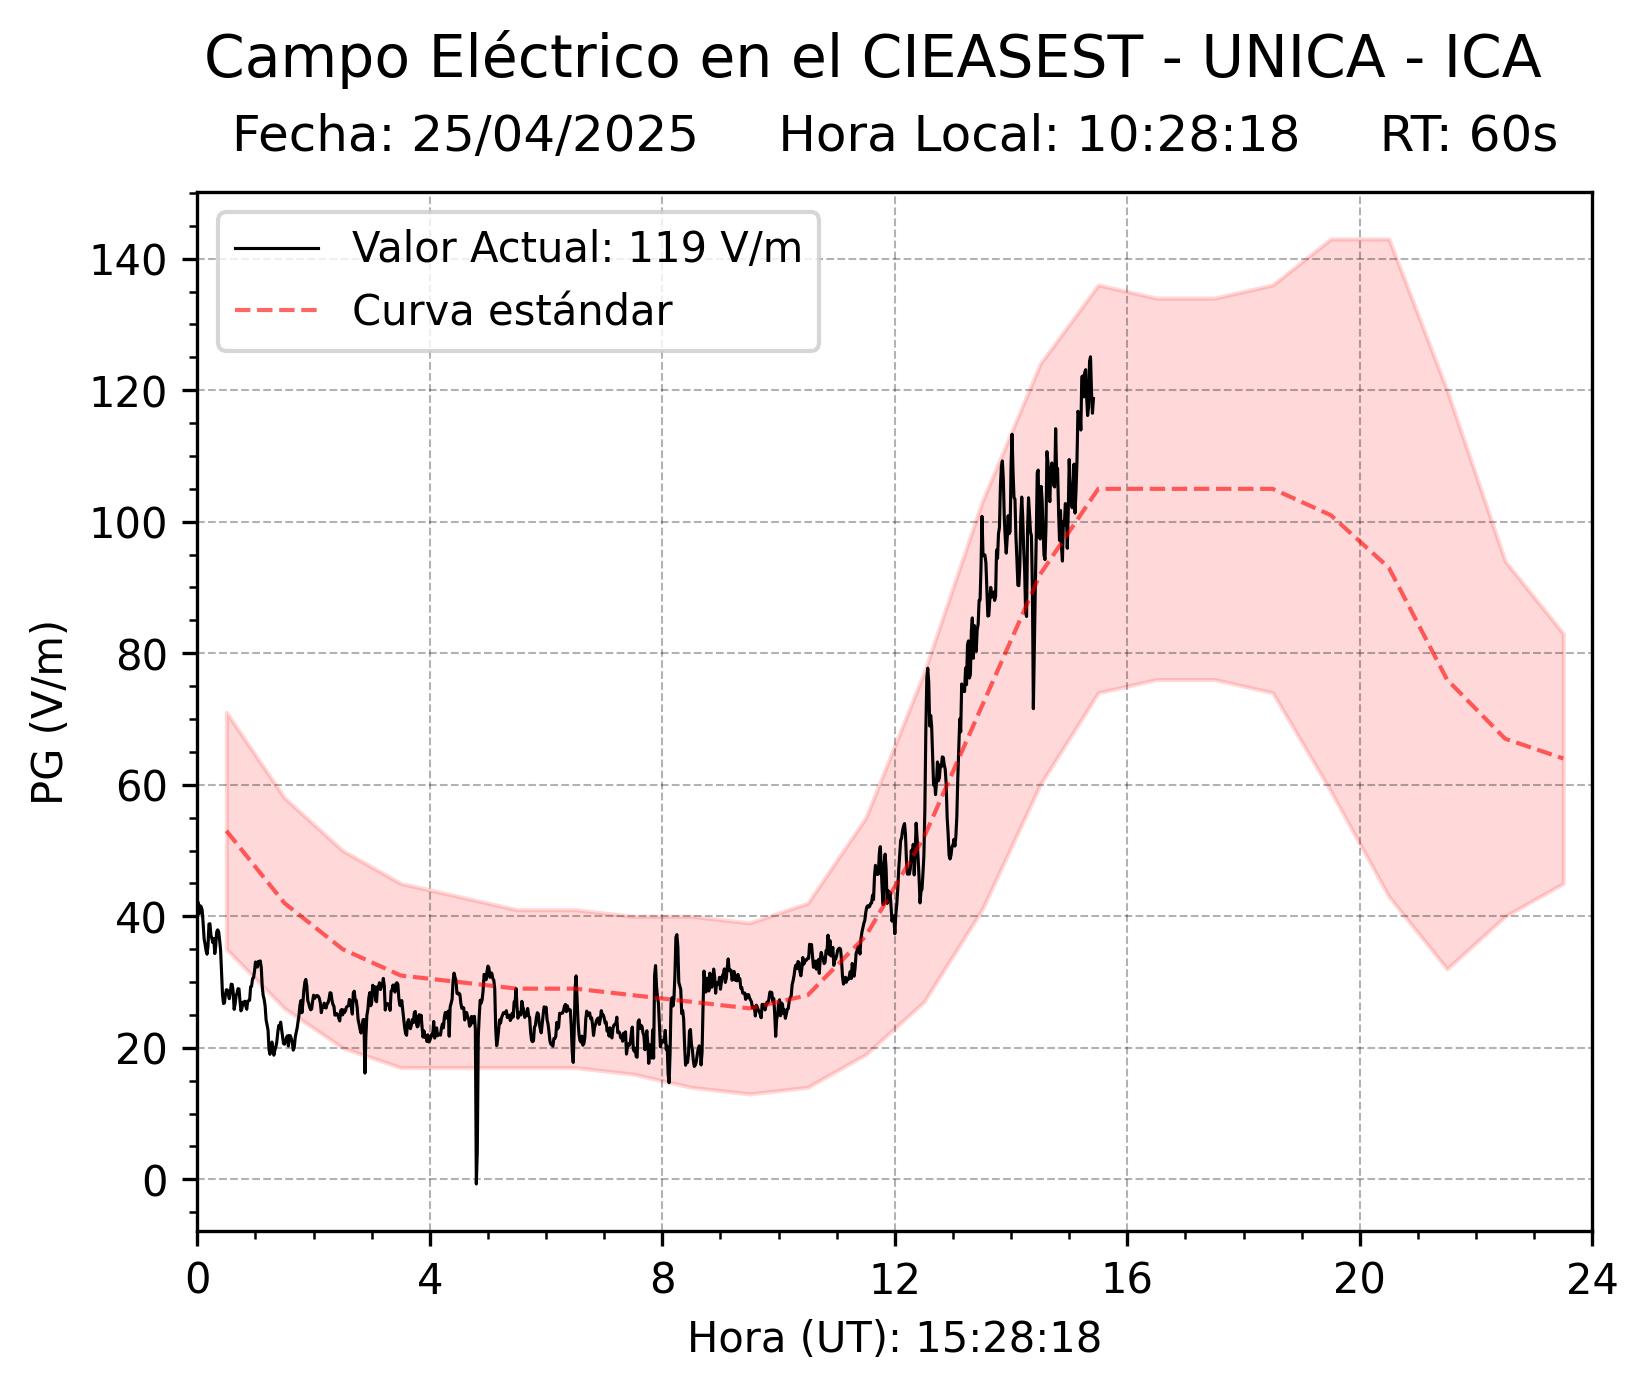 Campo Eléctrico en el CIEASEST - UNICA - ICA
Fecha: 25/04/2025 Hora Local: 10:28:18 RT: 60s
Valor Actual: 119 V/m
Curva estándar
PG (V/m)
140
120
100
80
60
40
20
0
0 4 8 12 16 20 24
Hora (UT): 15:28:18